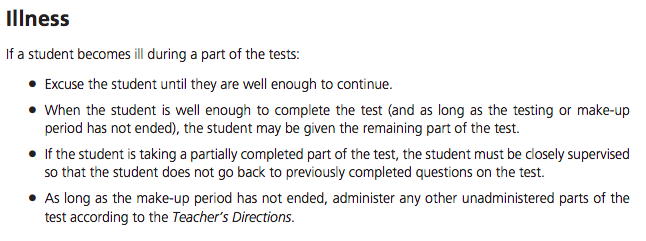 Illness
If a student becomes ill during a part of the tests:
• Excuse the student until they are well enough to continue.
• When the student is well enough to complete the test (and as long as the testing or make-up
period has not ended), the student may be given the remaining part of the test.
• If the student is taking a partially completed part of the test, the student must be closely supervised
so that the student does not go back to previously completed questions on the test.
• As long as the make-up period has not ended, administer any other unadministered parts of the
test according to the Teacher's Directions.